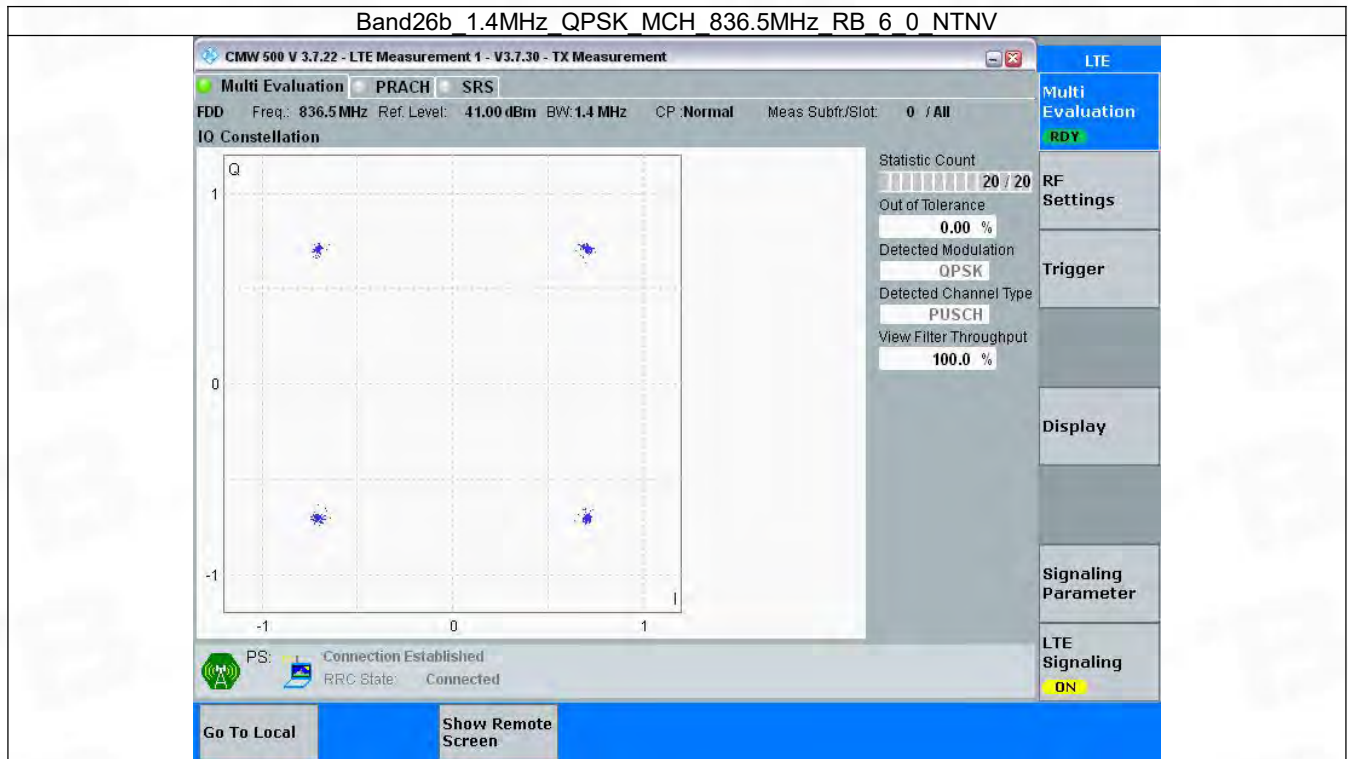 Band26b_1.4MHz_QPSK_MCH_836.5MHz_RB_6_0_NTNV
CMW 500 V 3.7.22 - LTE Measurement 1 - V3.7.30 - TX Measurement
LTE
Multi Evaluation PRACH SRS
FDD Freq.: 836.5 MHz Ref. Level: 41.00 dBm BW: 1.4 MHz CP :Normal Meas Subfr./Slot: 0 / All
IQ Constellation
Q
1
0
-1
I
-1 0 1
Statistic Count
20 / 20
Out of Tolerance
0.00 %
Detected Modulation
QPSK
Detected Channel Type
PUSCH
View Filter Throughput
100.0 %
Multi
Evaluation
RDY
RF
Settings
Trigger
Display
Signaling
Parameter
LTE
Signaling
ON
PS: Connection Established
RRC State: Connected
Go To Local
Show Remote
Screen